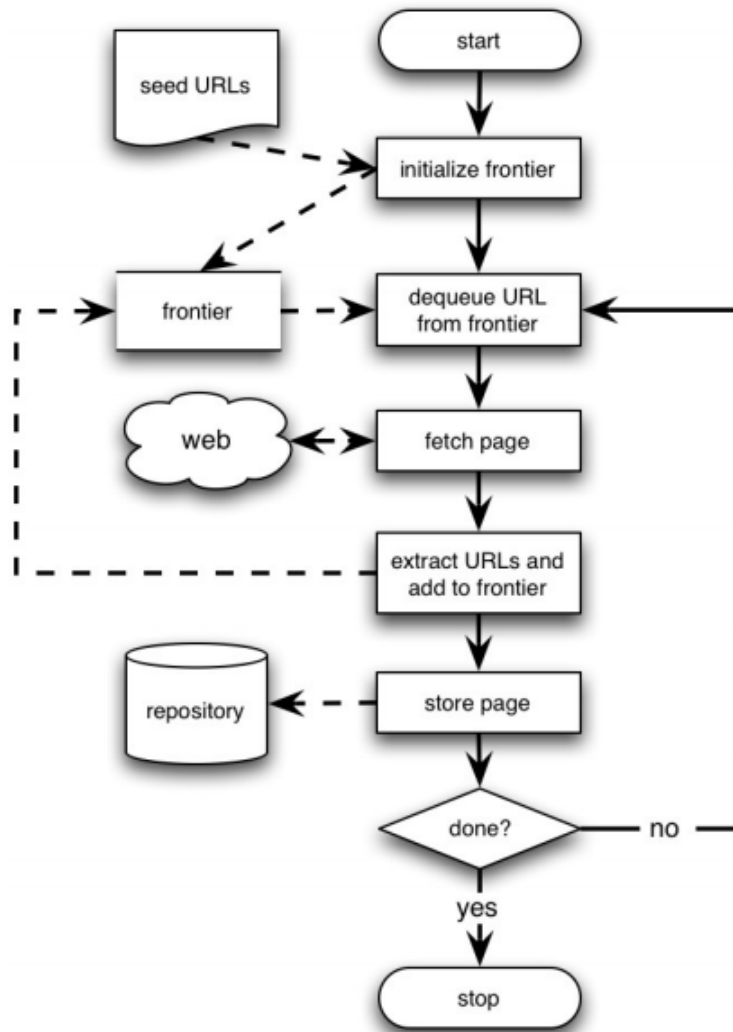 start
seed URLs
initialize frontier
frontier
dequeue URL
from frontier
web
fetch page
extract URLs and
add to frontier
repository
store page
done?
no
yes
stop